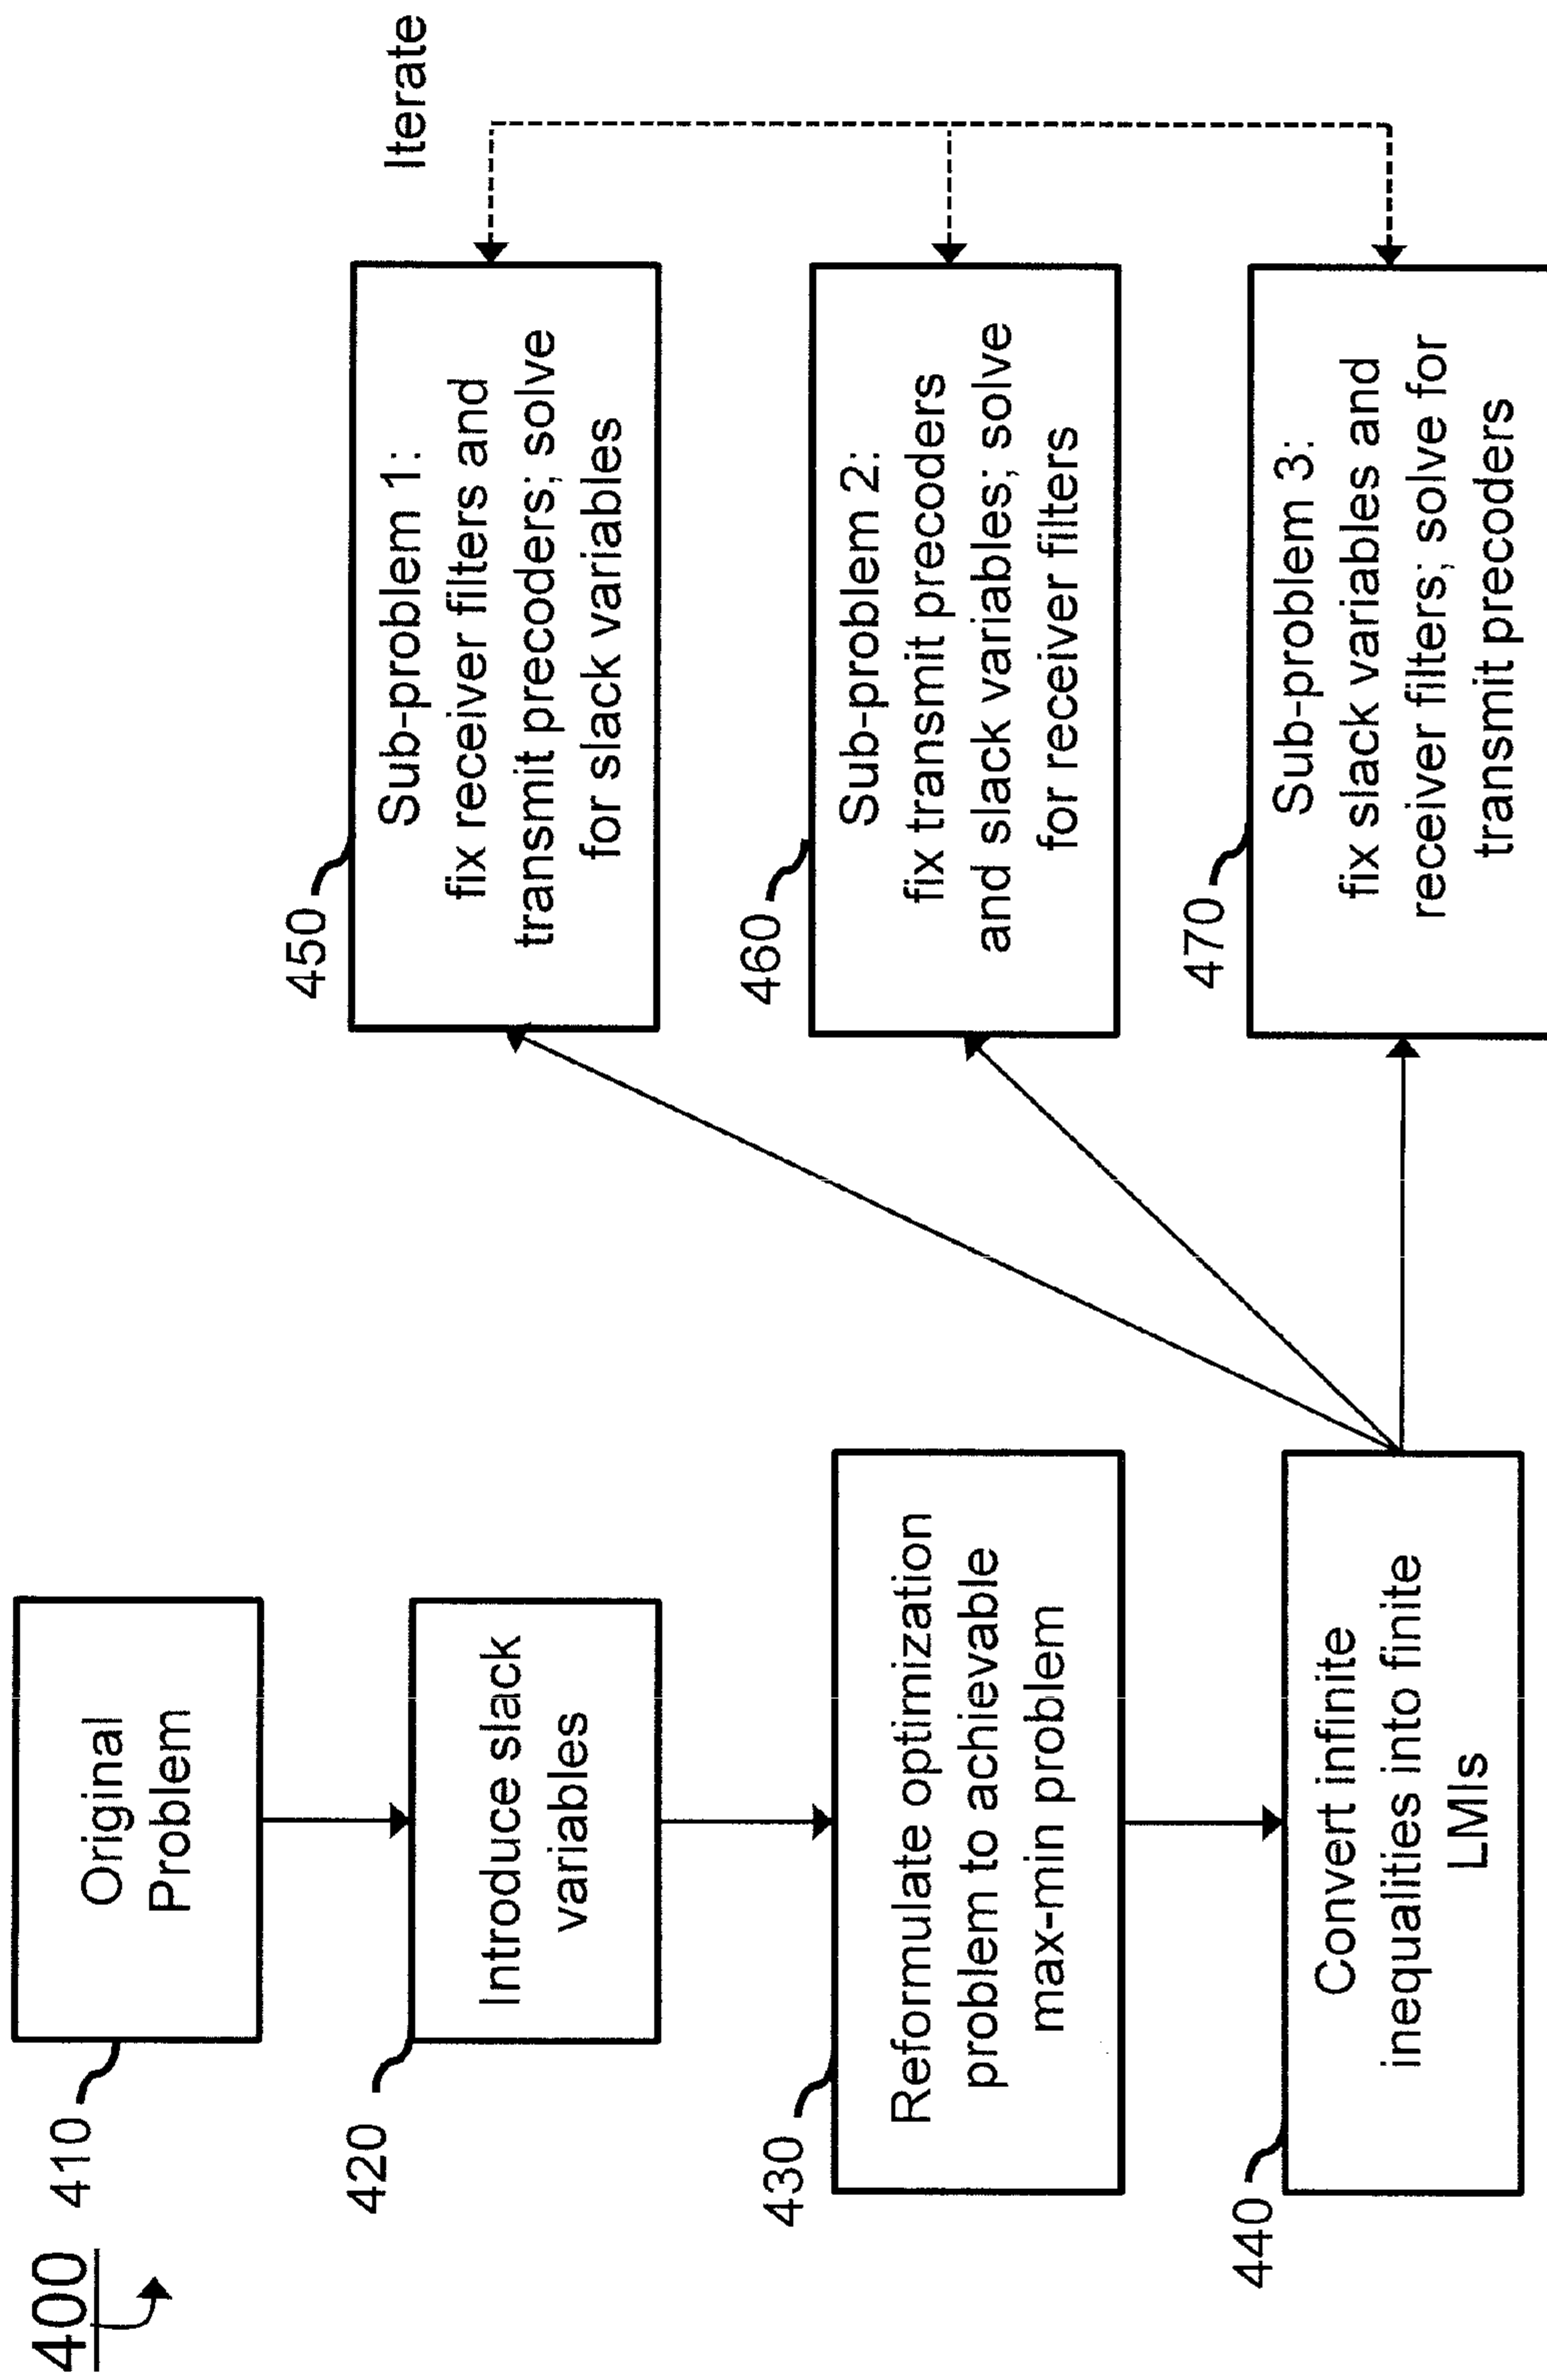 400
410
Original
Problem
420
Introduce slack
variables
430
Reformulate optimization
problem to achievable
max-min problem
440
Convert infinite
inequalities into finite
LMIs
450
Sub-problem 1:
fix receiver filters and
transmit precoders; solve
for slack variables
460
Sub-problem 2:
fix transmit precoders
and slack variables; solve
for receiver filters
470
Sub-problem 3:
fix slack variables and
receiver filters; solve for
transmit precoders
Iterate